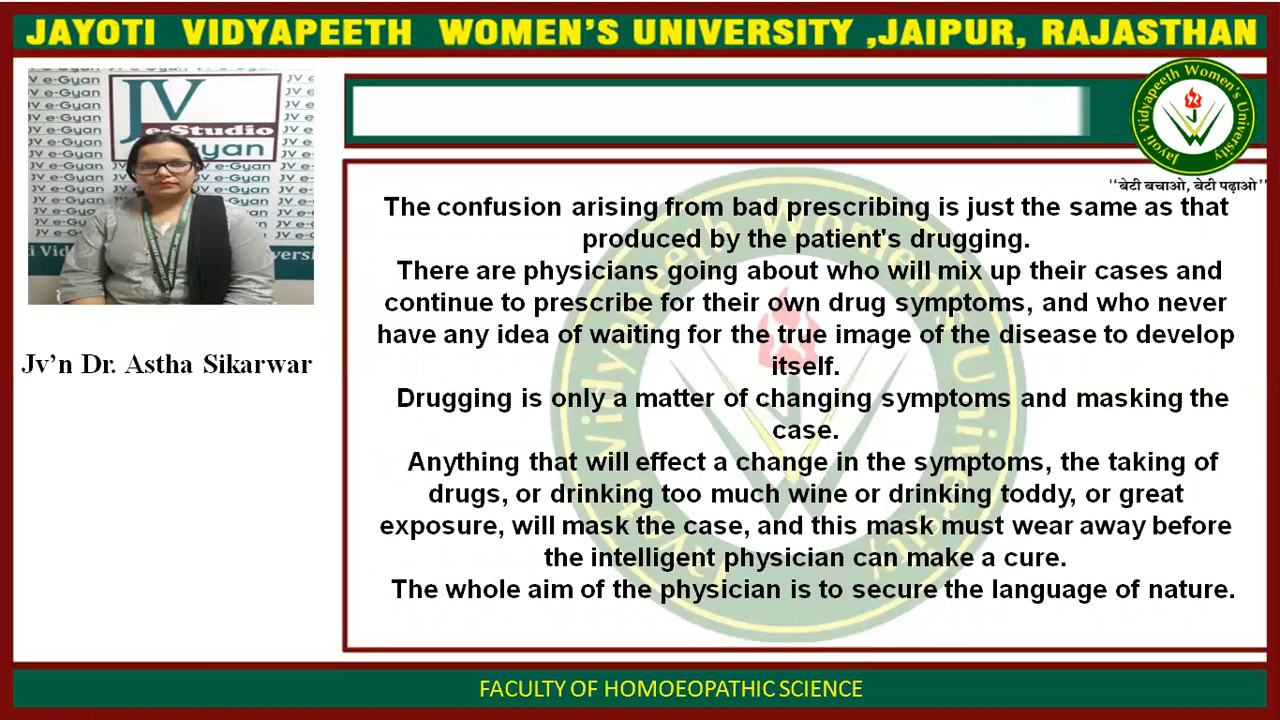 JAYOTI VIDYAPEETH WOMEN'S UNIVERSITY ,JAIPUR, RAJASTHAN
JV
e-Studio
Gyan
JV e-Gyan
Jayoti Vidyapeeth Women's University
"बेटी बचाओ, बेटी पढ़ाओ"
Jv'n Dr. Astha Sikarwar
The confusion arising from bad prescribing is just the same as that
produced by the patient's drugging.
There are physicians going about who will mix up their cases and
continue to prescribe for their own drug symptoms, and who never
have any idea of waiting for the true image of the disease to develop
itself.
Drugging is only a matter of changing symptoms and masking the
case.
Anything that will effect a change in the symptoms, the taking of
drugs, or drinking too much wine or drinking toddy, or great
exposure, will mask the case, and this mask must wear away before
the intelligent physician can make a cure.
The whole aim of the physician is to secure the language of nature.
FACULTY OF HOMOEOPATHIC SCIENCE